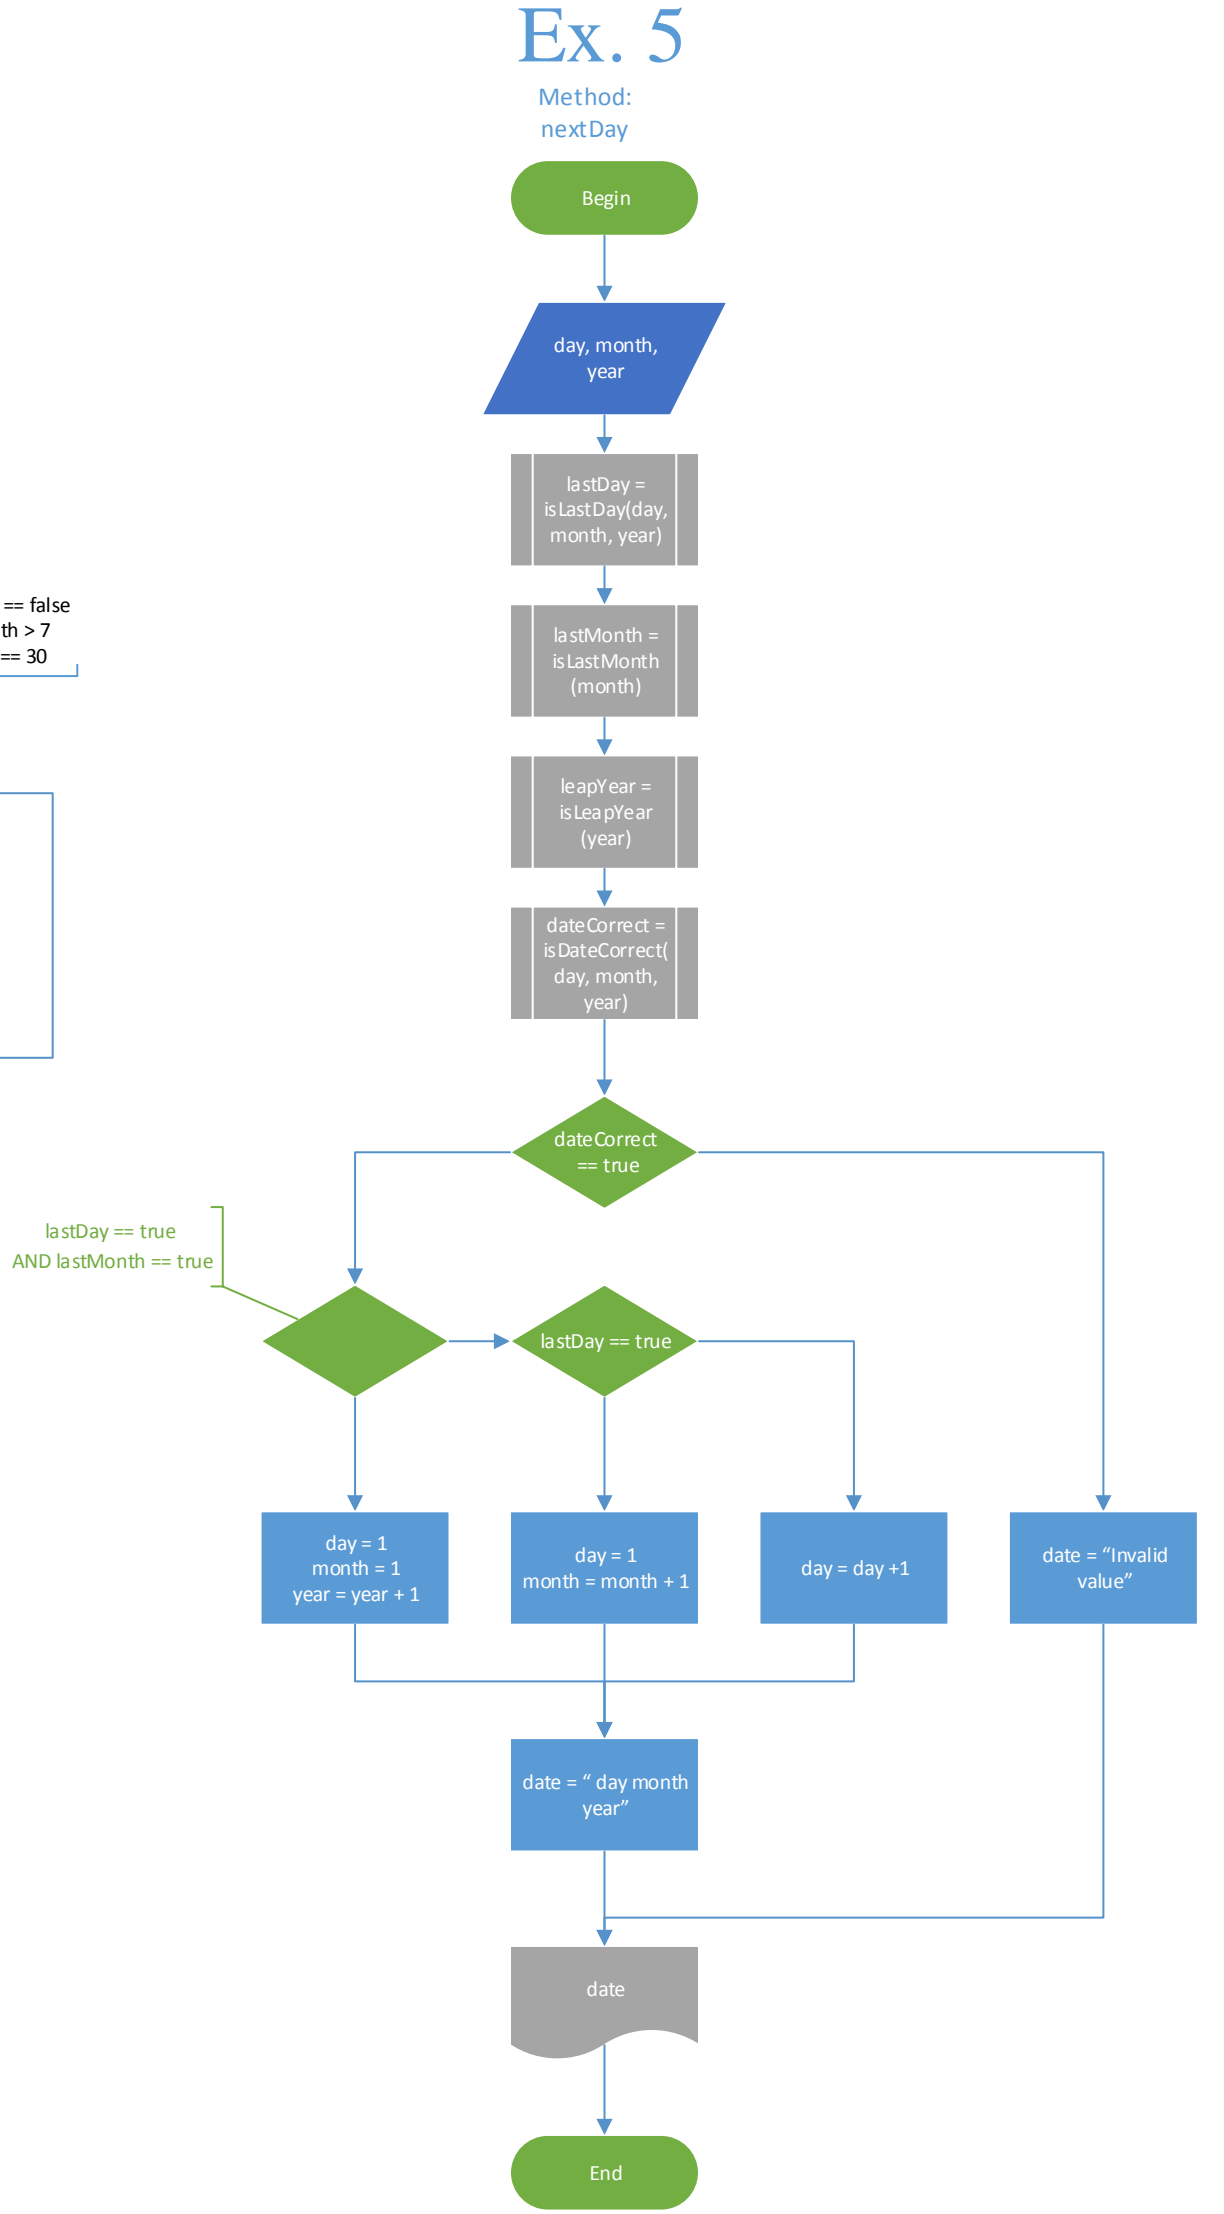 Ex. 5
Method:
nextDay
Begin
day, month,
year
lastDay =
isLastDay(day,
month, year)
== false
th > 7
== 30
lastMonth =
isLastMonth
(month)
leapYear =
isLeapYear
(year)
dateCorrect =
isDateCorrect(
day, month,
year)
dateCorrect
== true
lastDay == true
AND lastMonth == true
lastDay == true
day = 1
month = 1
year = year + 1
day = 1
month = month + 1
day = day +1
date = “Invalid
value”
date = “ day month
year”
date
End